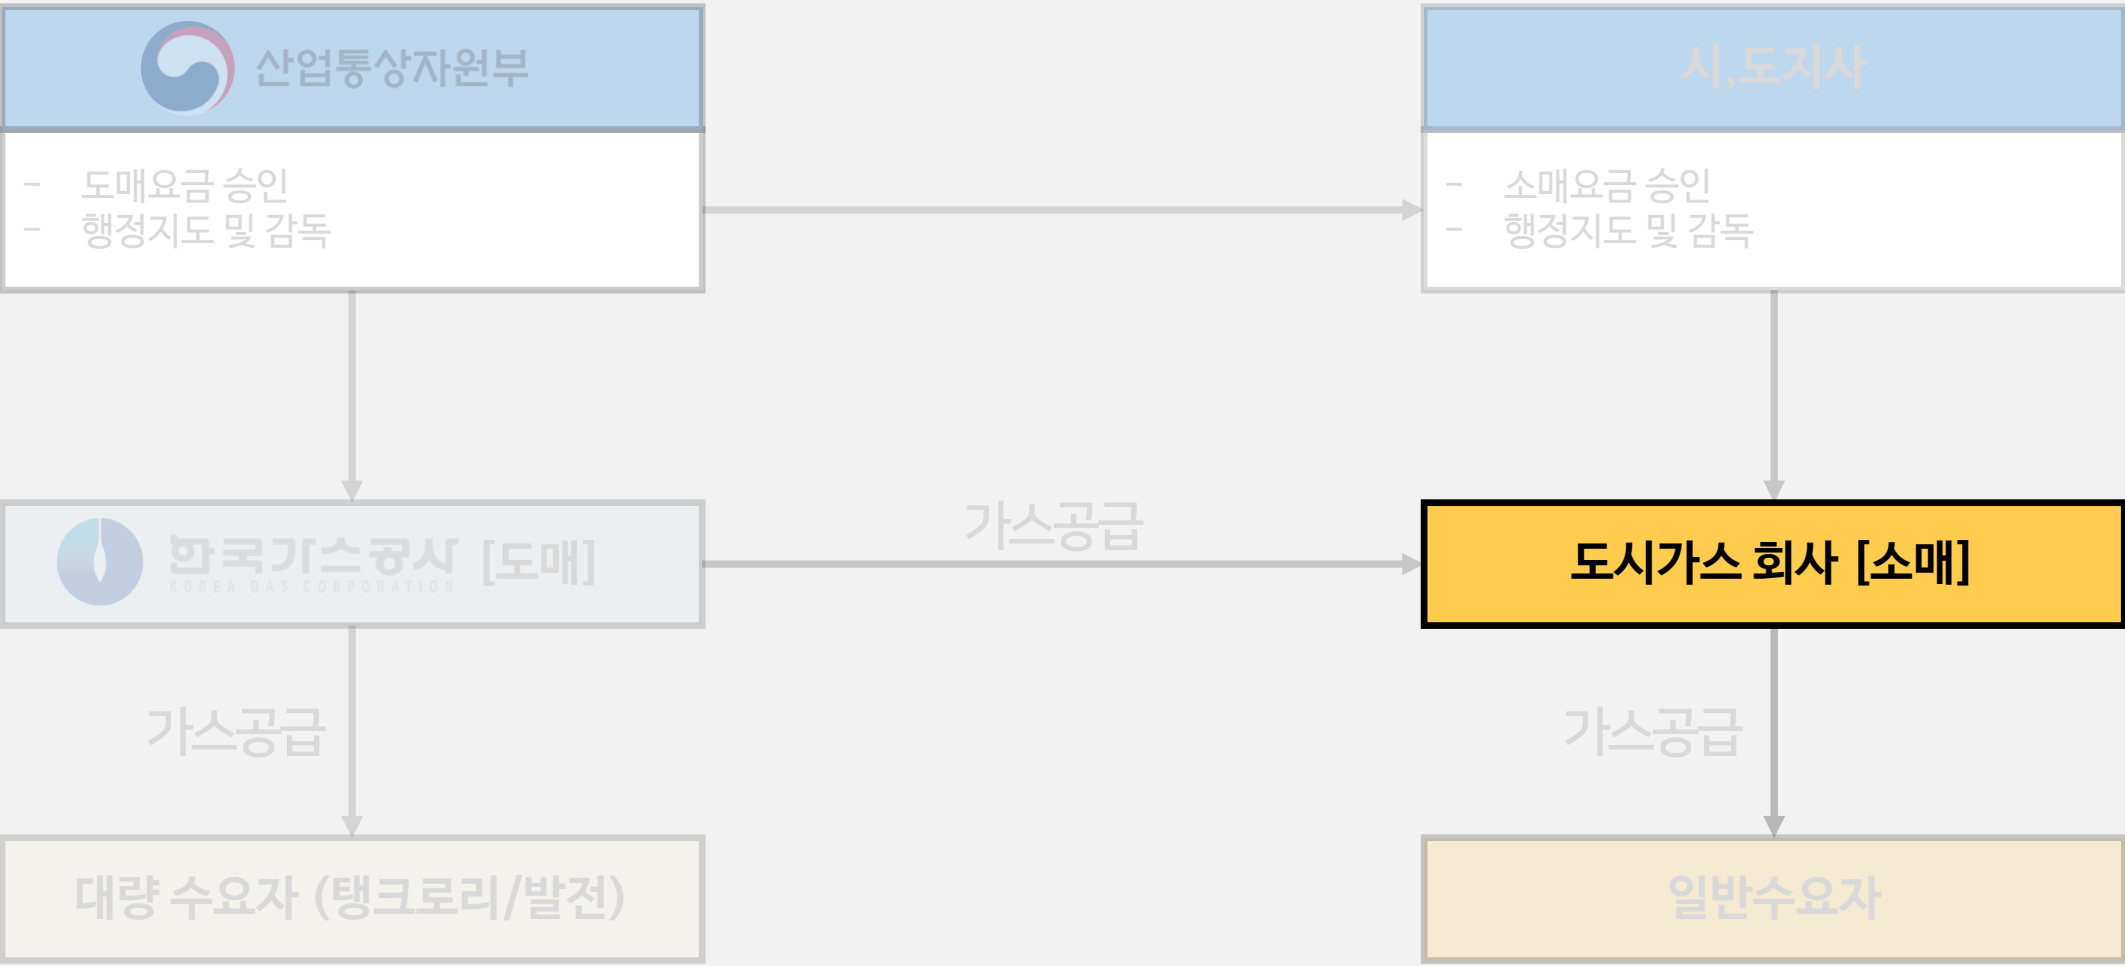 산업통상자원부
시,도지사
- 도매요금 승인
- 행정지도 및 감독
- 소매요금 승인
- 행정지도 및 감독
한국가스공사 [도매]
KOREA GAS CORPORATION
가스공급
도시가스 회사 [소매]
가스공급
가스공급
대량 수요자 (탱크로리/발전)
일반수요자